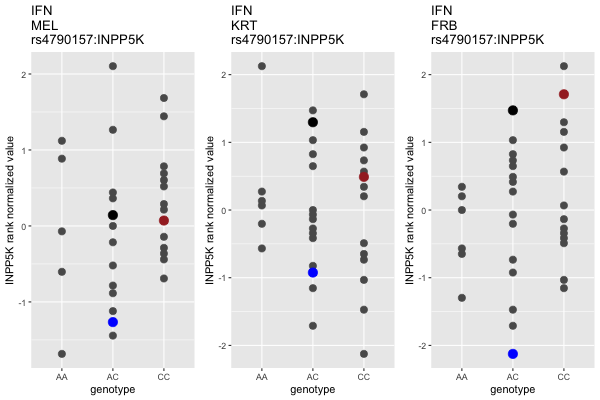 IFN
MEL
rs4790157:INPP5K
INPP5K rank normalized value
2
1
0
-1
AA
AC
CC
genotype
IFN
KRT
rs4790157:INPP5K
INPP5K rank normalized value
2
1
0
-1
-2
AA
AC
CC
genotype
IFN
FRB
rs4790157:INPP5K
INPP5K rank normalized value
2
1
0
-1
-2
AA
AC
CC
genotype